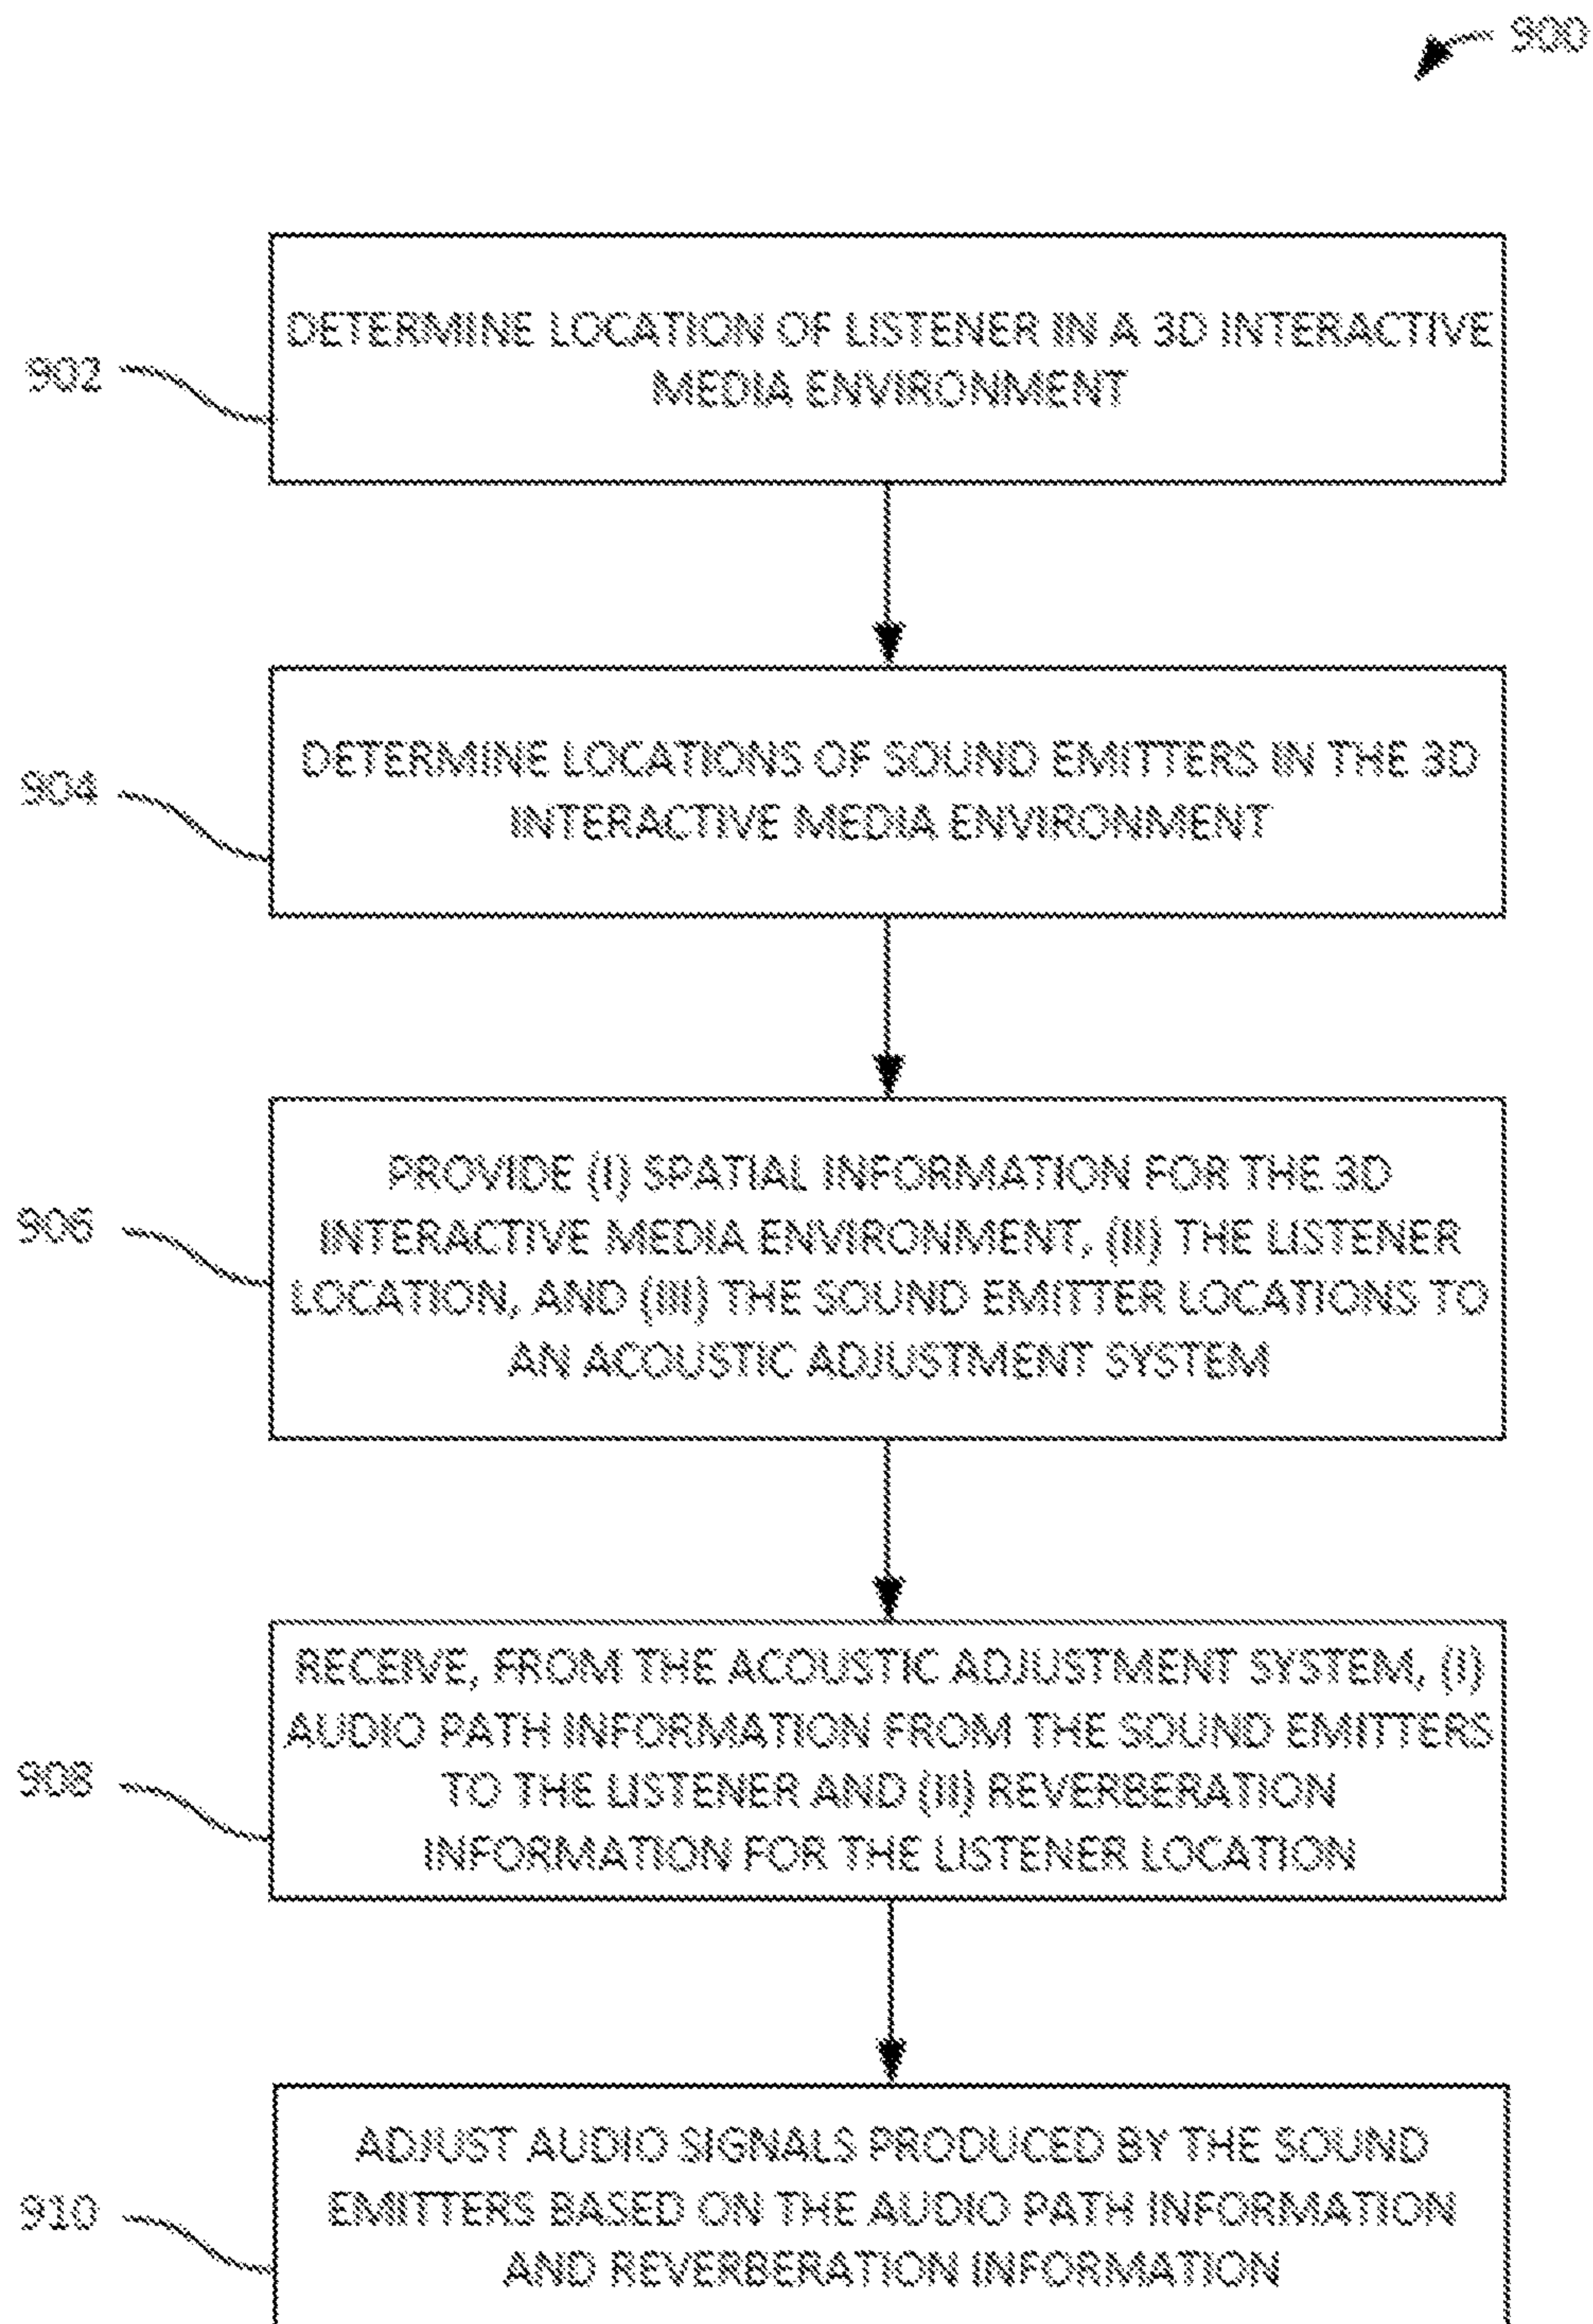 900
DETERMINE LOCATION OF LISTENER IN A 3D INTERACTIVE
MEDIA ENVIRONMENT
902
DETERMINE LOCATIONS OF SOUND EMITTERS IN THE 3D
INTERACTIVE MEDIA ENVIRONMENT
904
PROVIDE (I) SPATIAL INFORMATION FOR THE 3D
INTERACTIVE MEDIA ENVIRONMENT, (II) THE LISTENER
LOCATION, AND (III) THE SOUND EMITTER LOCATIONS TO
AN ACOUSTIC ADJUSTMENT SYSTEM
906
RECEIVE, FROM THE ACOUSTIC ADJUSTMENT SYSTEM, (I)
AUDIO PATH INFORMATION FROM THE SOUND EMITTERS
TO THE LISTENER AND (II) REVERBERATION
INFORMATION FOR THE LISTENER LOCATION
908
ADJUST AUDIO SIGNALS PRODUCED BY THE SOUND
EMITTERS BASED ON THE AUDIO PATH INFORMATION
AND REVERBERATION INFORMATION
910